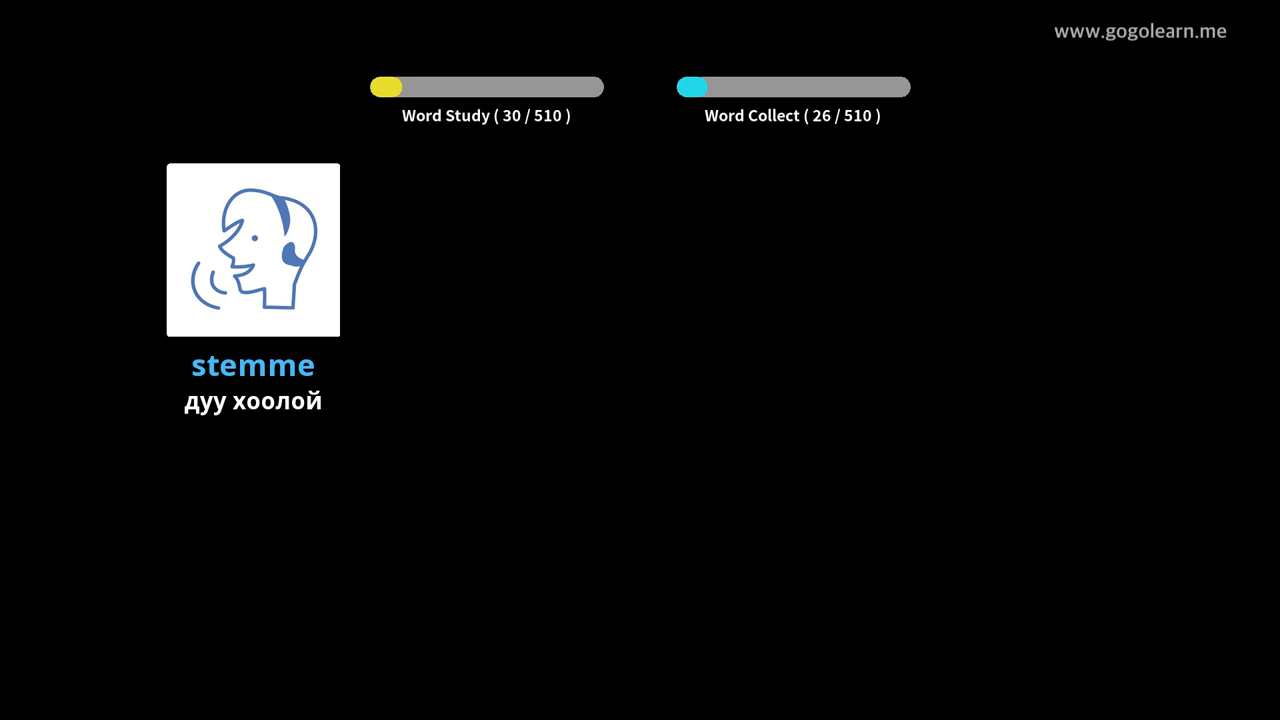 www.gogolearn.me
Word Study ( 30 / 510 )
Word Collect ( 26 / 510 )
stemme
дуу хоолой